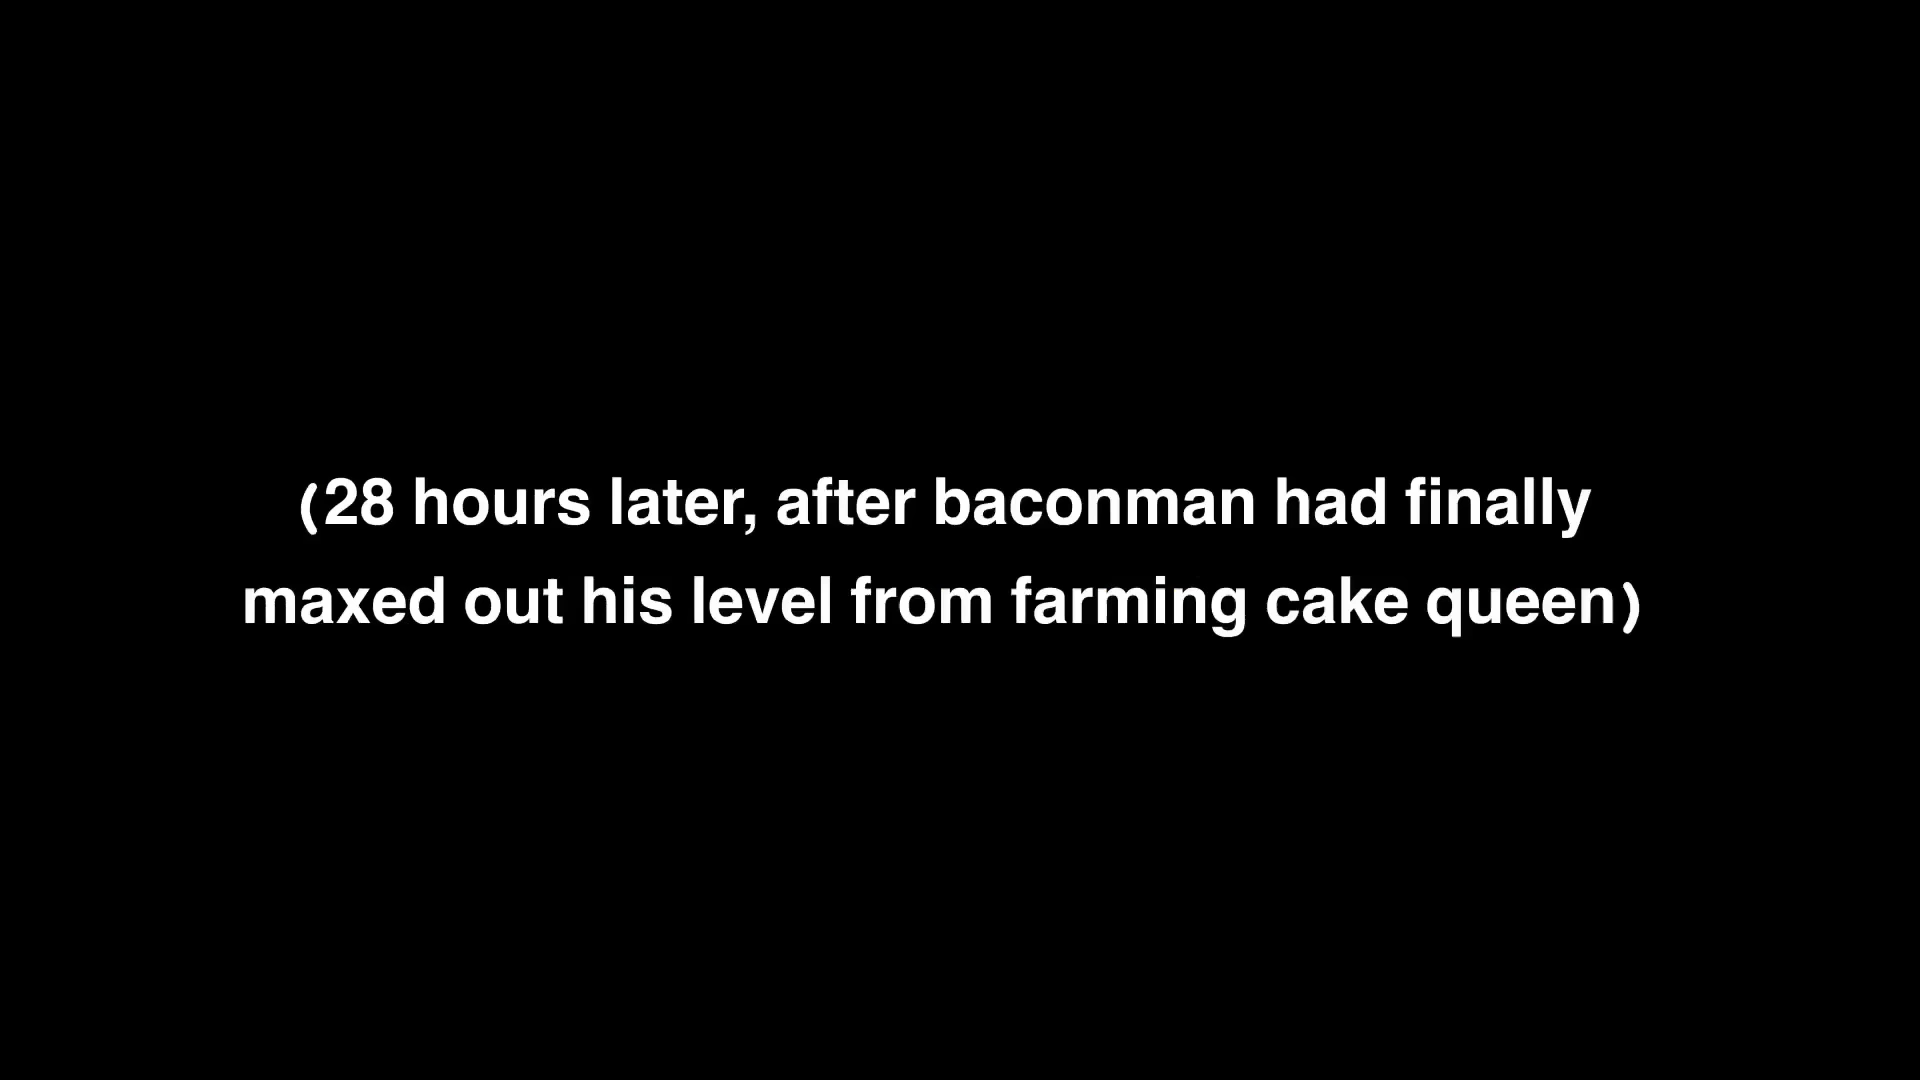 (28 hours later, after baconman had finally
maxed out his level from farming cake queen)